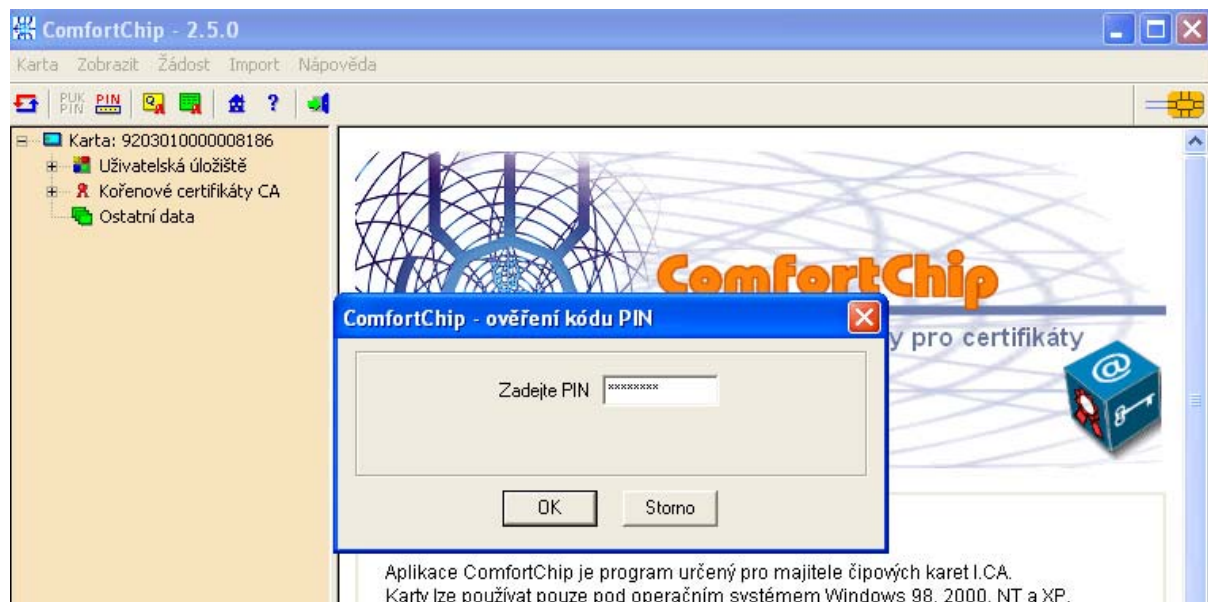 ComfortChip - 2.5.0
Karta Zobrazit Žádost Import Nápověda
PUK PIN
PIN
?
Karta: 9203010000008186
Uživatelská úložiště
Kořenové certifikáty CA
Ostatní data
ComfortChip
y pro certifikáty
@
ComfortChip - ověření kódu PIN
Zadejte PIN ********
OK Storno
Aplikace ComfortChip je program určený pro majitele čipových karet I.CA.
Karty lze používat pouze pod operačním systémem Windows 98, 2000, NT a XP.